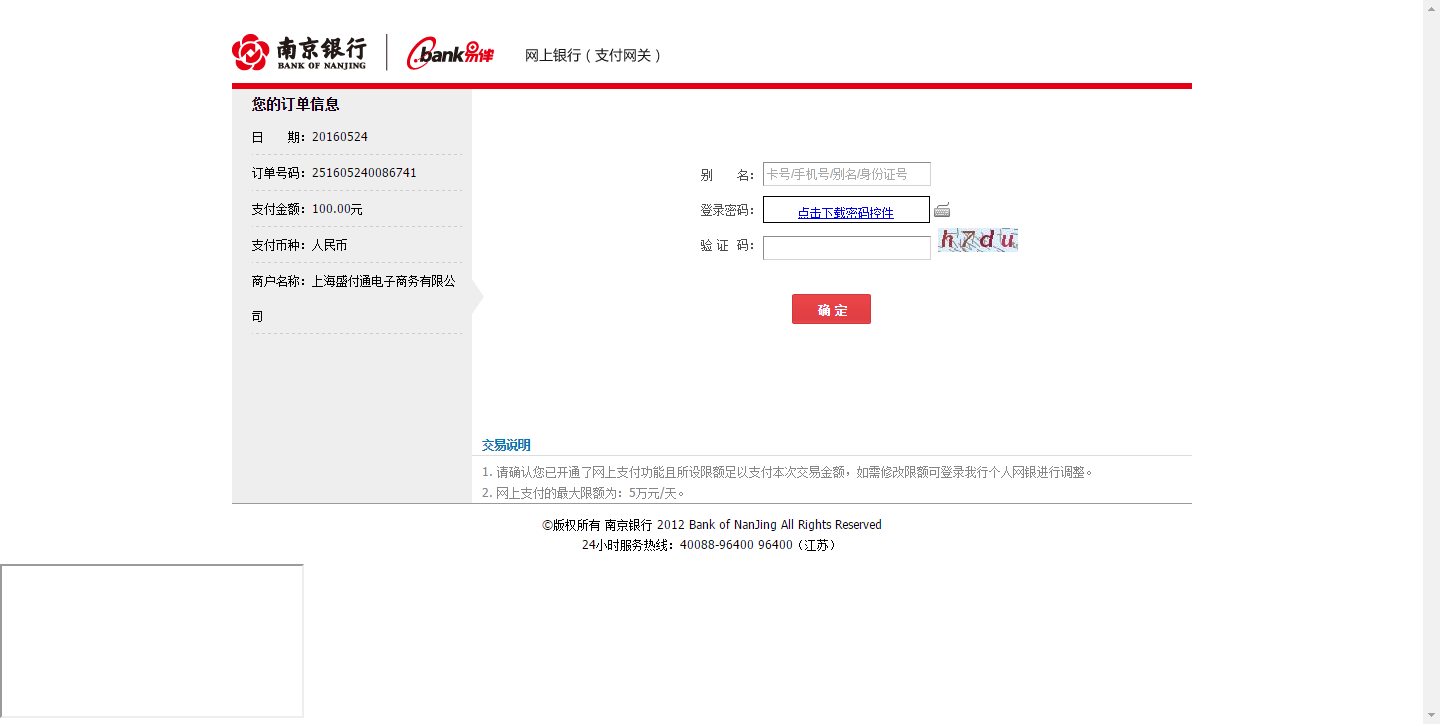 南京银行
BANK OF NANJING
ebank易伴
网上银行（支付网关）
您的订单信息
日 期：20160524
订单号码：251605240086741
支付金额：100.00元
支付币种：人民币
商户名称：上海盛付通电子商务有限公
司
别 名：卡号/手机号/别名/身份证号
登录密码：点击下载密码控件
验 证 码：h7du
确 定
交易说明
1. 请确认您已开通了网上支付功能且所设限额足以支付本次交易金额，如需修改限额可登录我行个人网银进行调整。
2. 网上支付的最大限额为：5万元/天。
©版权所有 南京银行 2012 Bank of NanJing All Rights Reserved
24小时服务热线：40088-96400 96400（江苏）